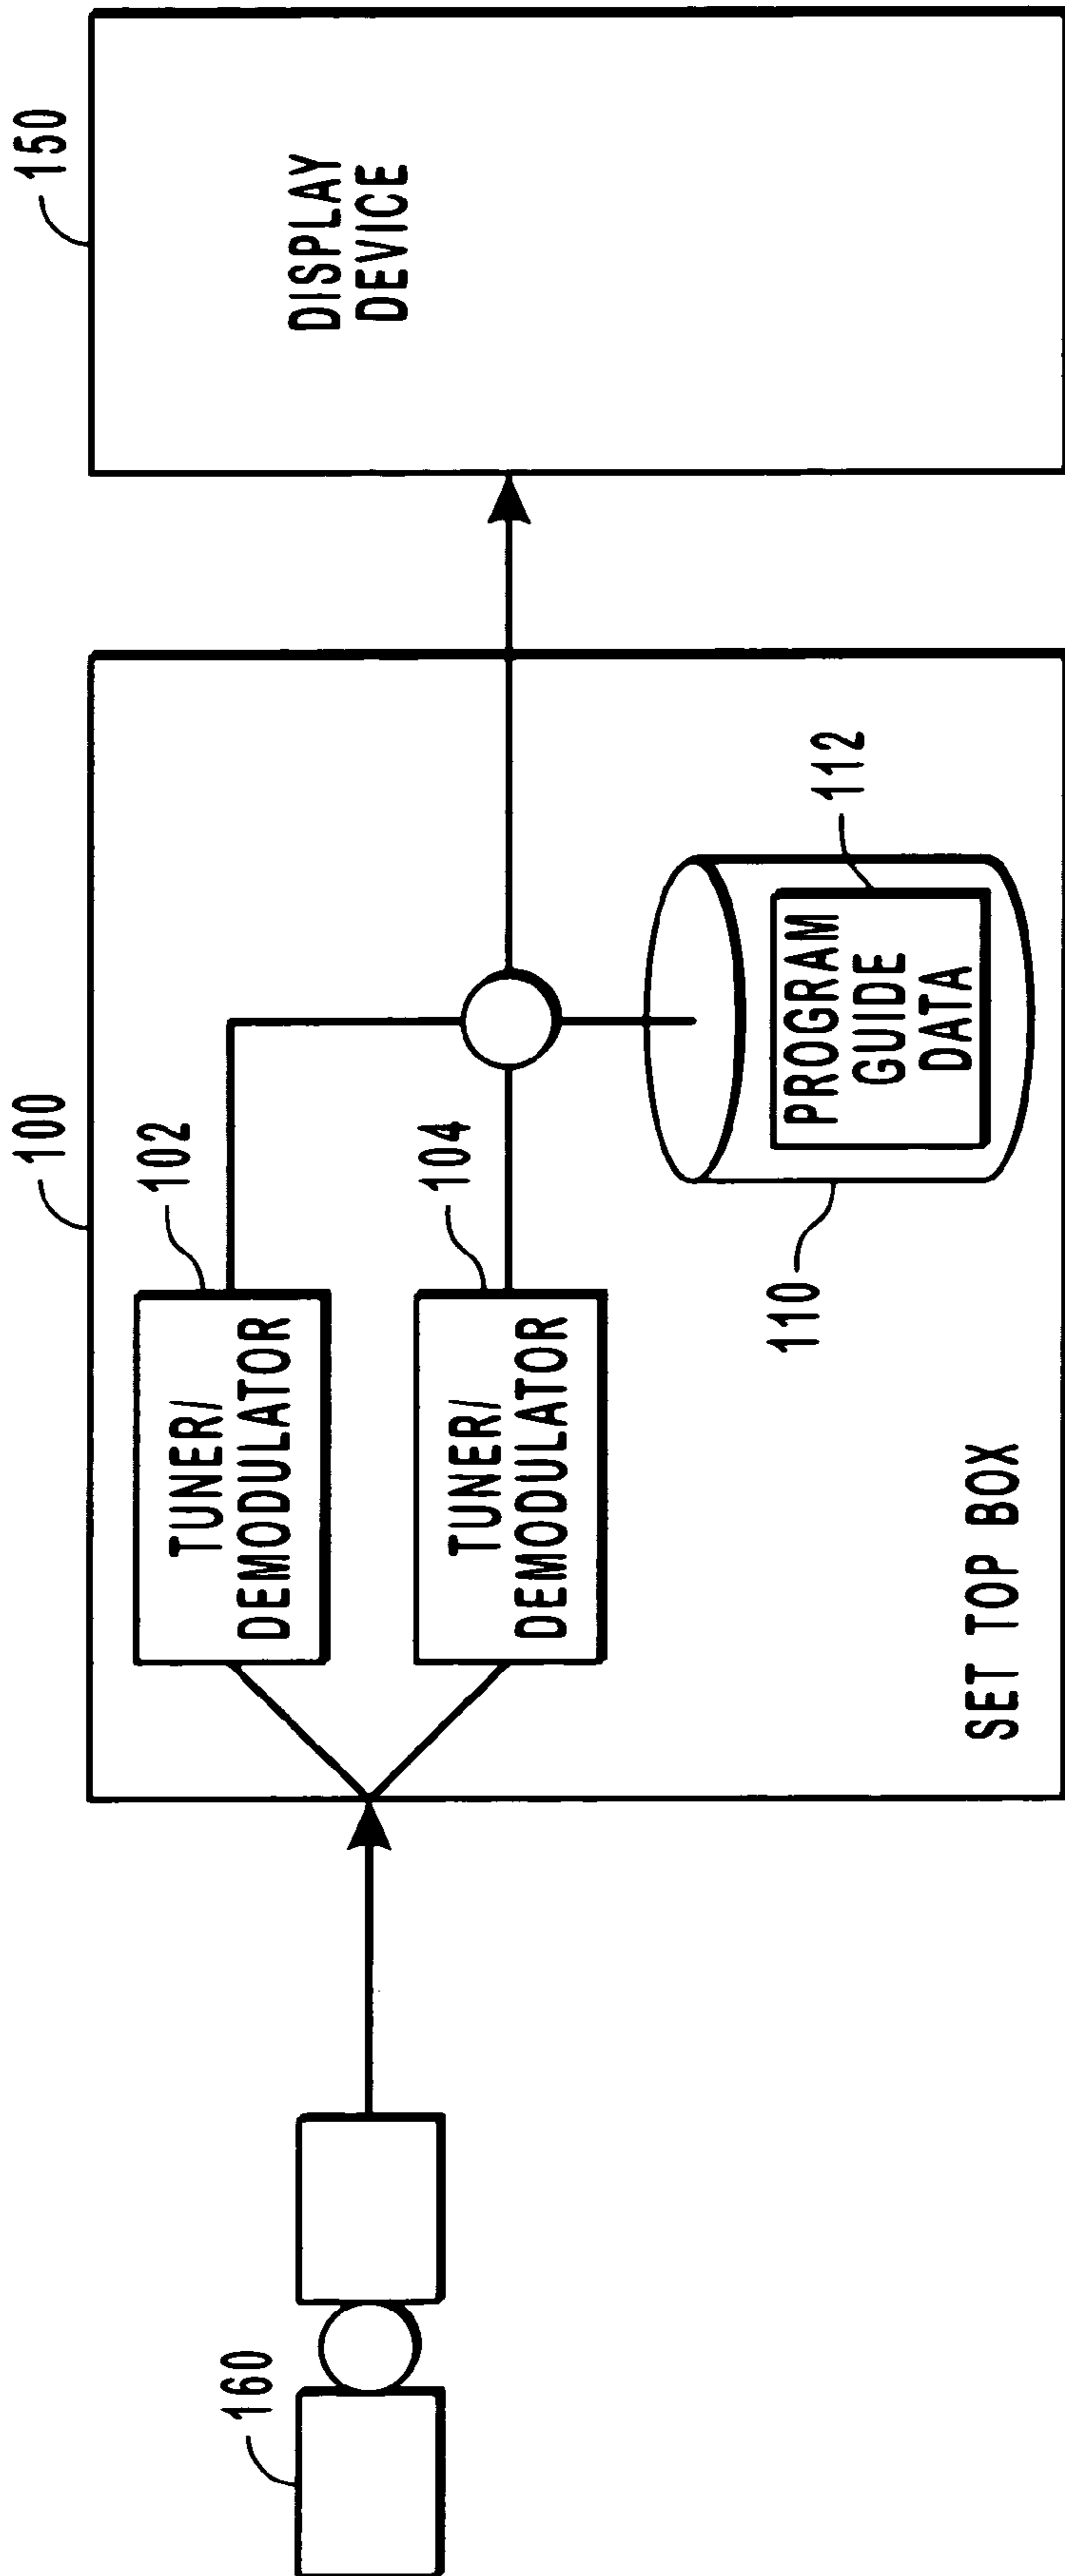 160
100
TUNER/
DEMODULATOR
102
TUNER/
DEMODULATOR
104
110
PROGRAM
GUIDE
DATA
112
SET TOP BOX
150
DISPLAY
DEVICE